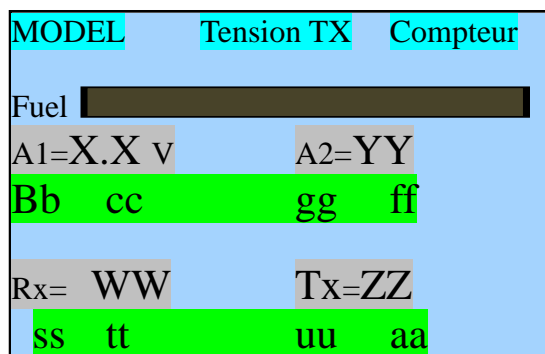 MODEL Tension TX Compteur
Fuel
A1=X.X V A2=YY
Bb cc gg ff
Rx= WW Tx=ZZ
ss tt uu aa